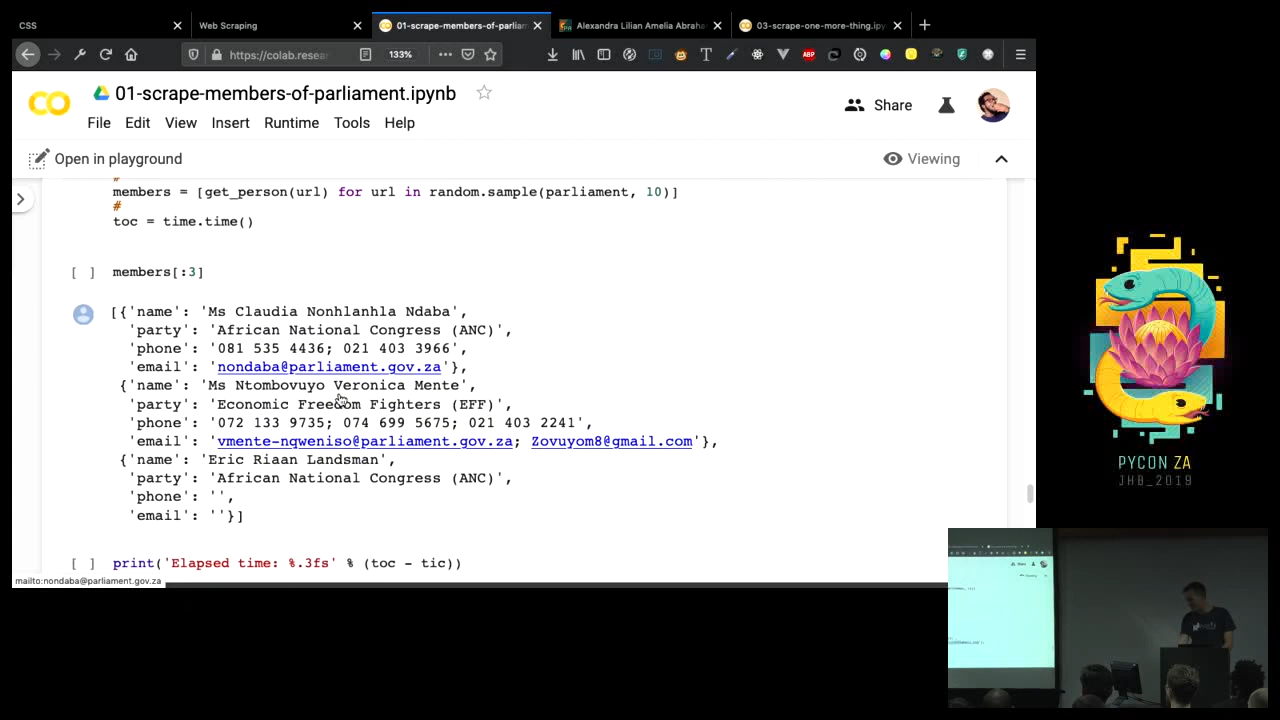 CSS
Web Scraping
01-scrape-members-of-parliam
Alexandra Lilian Amelia Abraha
03-scrape-one-more-thing.ipy
https://colab.resear
133%
ABP
CO
01-scrape-members-of-parliament.ipynb
Share
File Edit View Insert Runtime Tools Help
Open in playground
Viewing
#
members = [get_person(url) for url in random.sample(parliament, 10)]
#
toc = time.time()
[ ] members[:3]
[{'name': 'Ms Claudia Nonhlanhla Ndaba',
'party': 'African National Congress (ANC)',
'phone': '081 535 4436; 021 403 3966',
'email': 'nondaba@parliament.gov.za'},
{'name': 'Ms Ntombovuyo Veronica Mente',
'party': 'Economic Freedom Fighters (EFF)',
'phone': '072 133 9735; 074 699 5675; 021 403 2241',
'email': 'vmente-nqweniso@parliament.gov.za; Zovuyom8@gmail.com'},
{'name': 'Eric Riaan Landsman',
'party': 'African National Congress (ANC)',
'phone': '',
'email': ''}]
[ ] print('Elapsed time: %.3fs' % (toc - tic))
mailto:nondaba@parliament.gov.za
PYCON ZA
JHB_2019